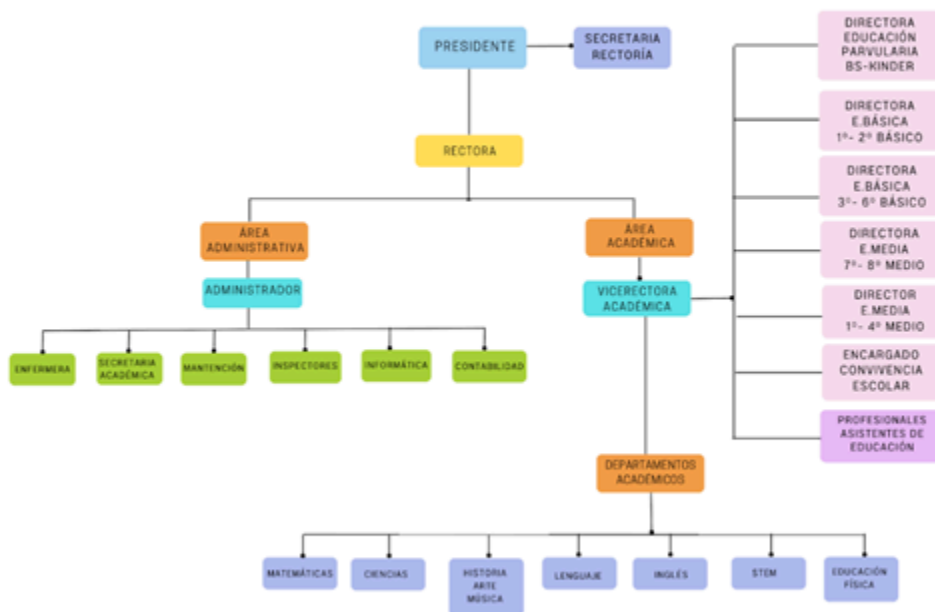 PRESIDENTE
SECRETARIA
RECTORÍA
RECTORA
ÁREA
ADMINISTRATIVA
ÁREA
ACADÉMICA
ADMINISTRADOR
VICERECTORA
ACADÉMICA
ENFERMERA
SECRETARIA
ACADÉMICA
MANTENCIÓN
INSPECTORES
INFORMÁTICA
CONTABILIDAD
DIRECTORA
EDUCACIÓN
PARVULARIA
BS-KINDER
DIRECTORA
E.BÁSICA
1º- 2º BÁSICO
DIRECTORA
E.BÁSICA
3º- 6º BÁSICO
DIRECTORA
E.MEDIA
7º- 8º MEDIO
DIRECTOR
E.MEDIA
1º- 4º MEDIO
ENCARGADO
CONVIVENCIA
ESCOLAR
PROFESIONALES
ASISTENTES DE
EDUCACIÓN
DEPARTAMENTOS
ACADÉMICOS
MATEMÁTICAS
CIENCIAS
HISTORIA
ARTE
MÚSICA
LENGUAJE
INGLÉS
STEM
EDUCACIÓN
FÍSICA